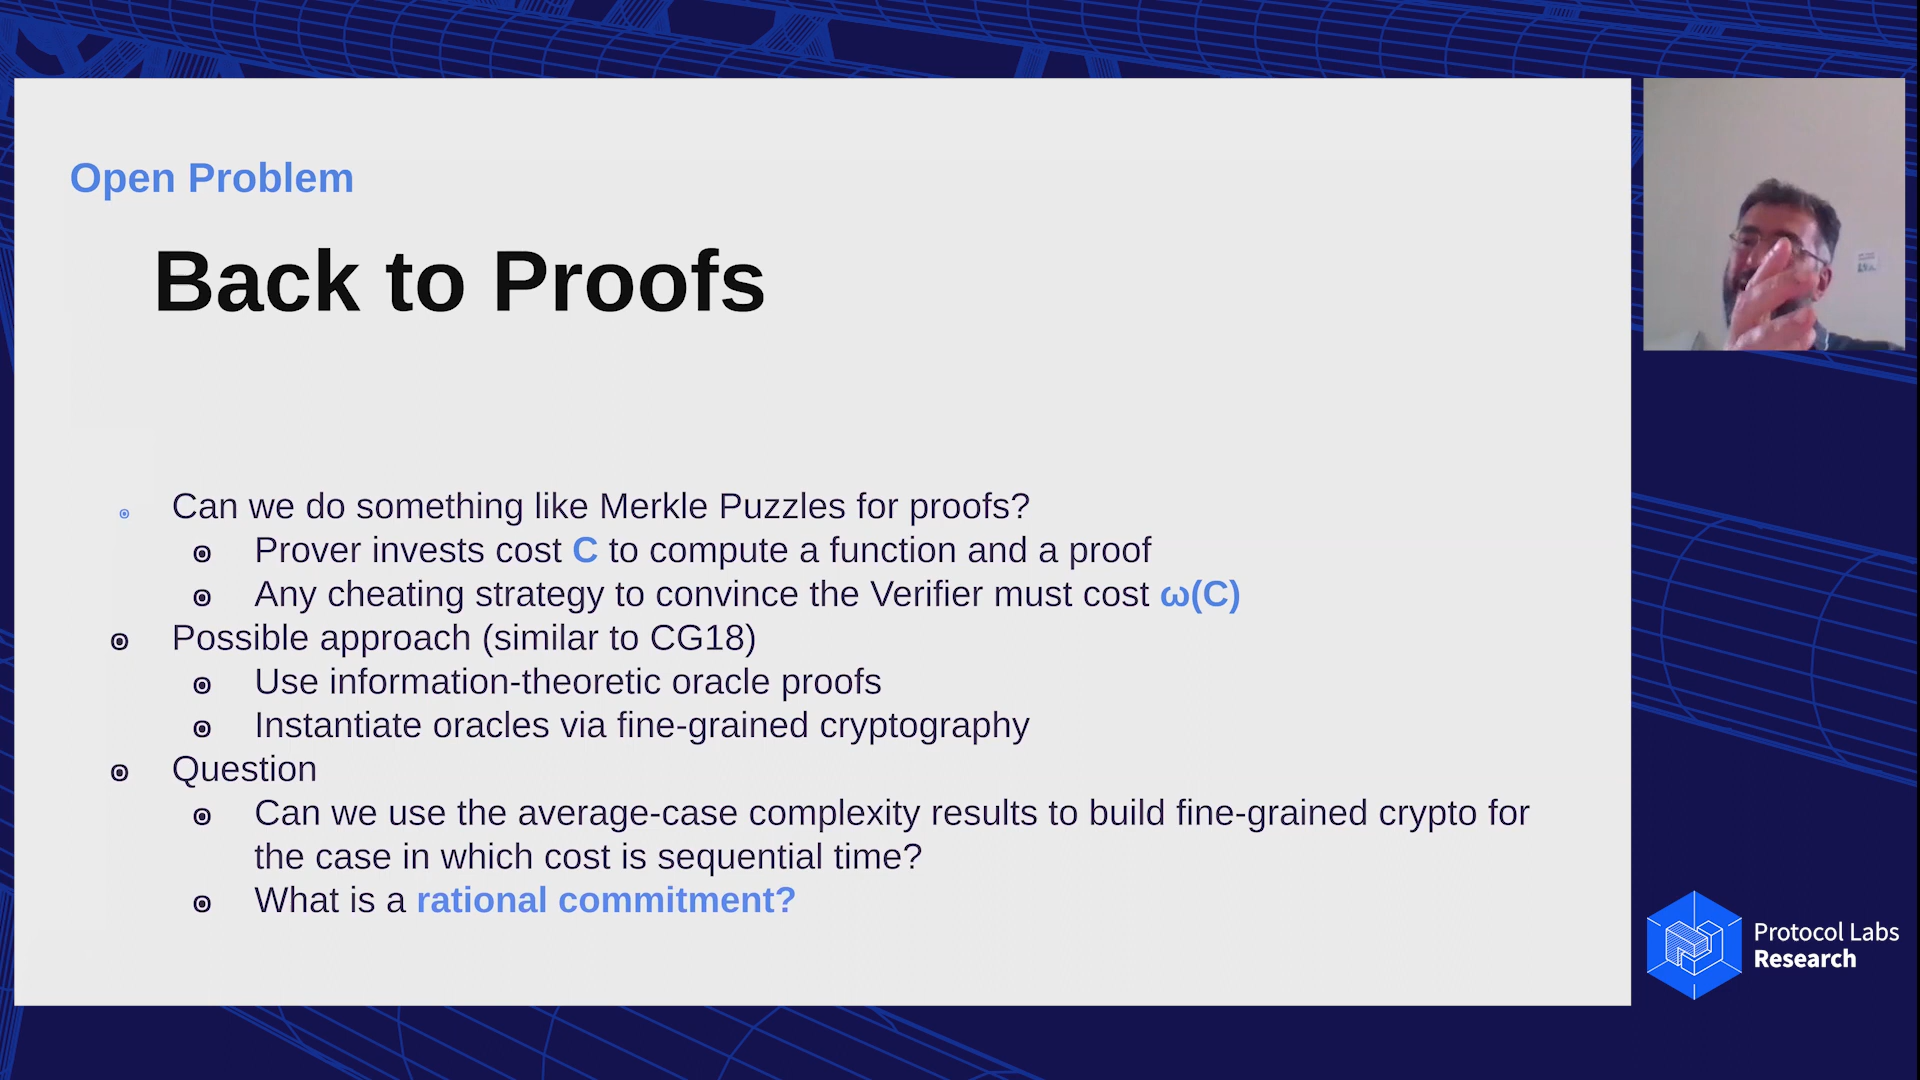 Open Problem
Back to Proofs
Can we do something like Merkle Puzzles for proofs?
Prover invests cost C to compute a function and a proof
Any cheating strategy to convince the Verifier must cost ω(C)
Possible approach (similar to CG18)
Use information-theoretic oracle proofs
Instantiate oracles via fine-grained cryptography
Question
Can we use the average-case complexity results to build fine-grained crypto for
the case in which cost is sequential time?
What is a rational commitment?
Protocol Labs
Research